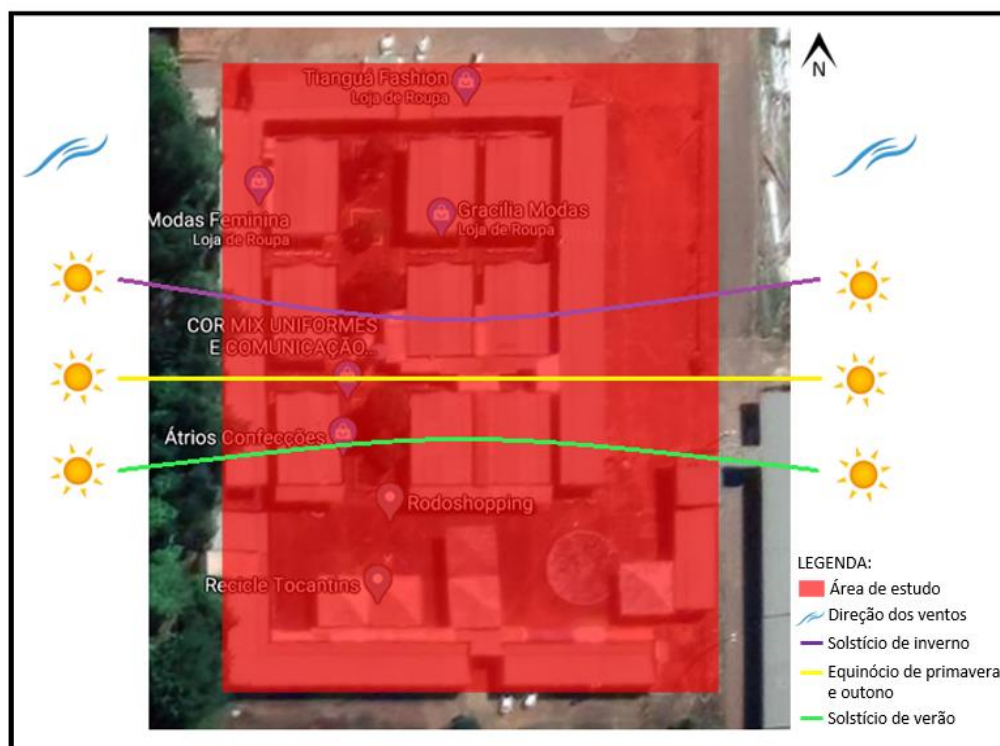 N
Tianguá Fashion
Loja de Roupa
Modas Feminina
Loja de Roupa
Gracilia Modas
Loja de Roupa
COR MIX UNIFORMES
E COMUNICAÇÃO...
Átrios Confecções
Rodoshopping
Recicle Tocantins
LEGENDA:
Área de estudo
Direção dos ventos
Solstício de inverno
Equinócio de primavera
e outono
Solstício de verão